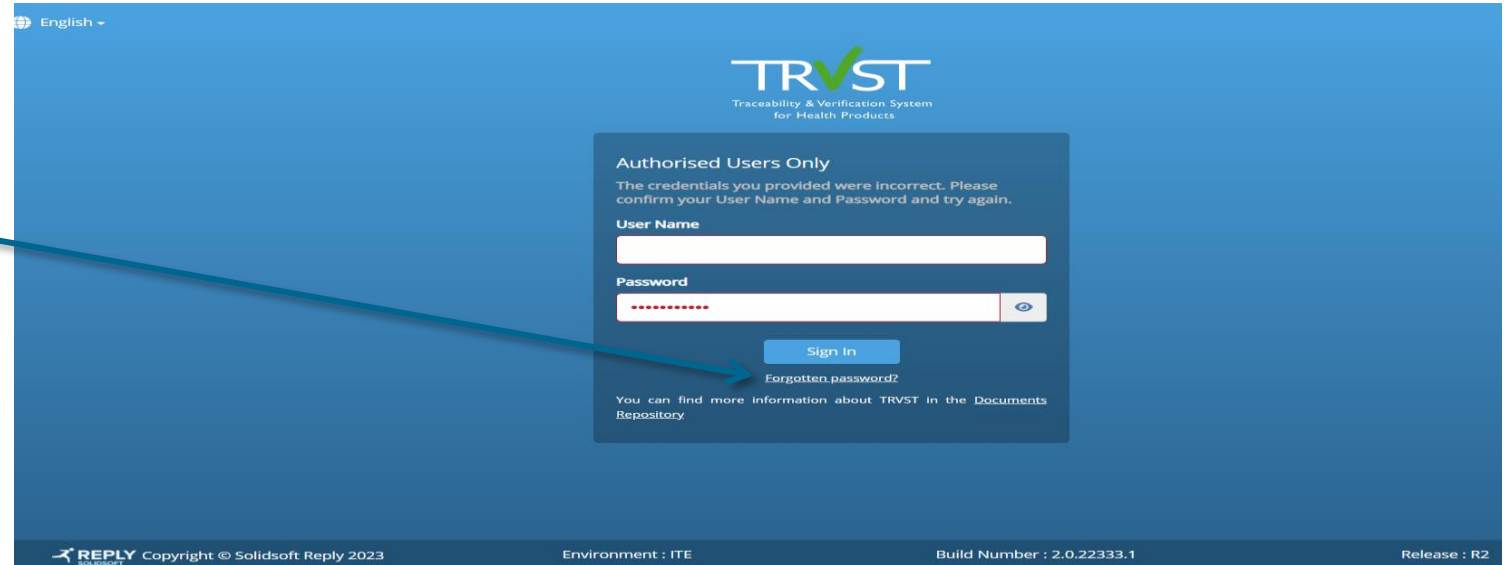 English
TRVST
Traceability & Verification System
for Health Products
Authorised Users Only
The credentials you provided were incorrect. Please
confirm your User Name and Password and try again.
User Name
Password
•••••••••••
Sign In
Forgotten password?
You can find more information about TRVST in the Documents
Repository
REPLY Copyright © Solidsoft Reply 2023 Environment : ITE Build Number : 2.0.22333.1 Release : R2
SOLIDSOFT